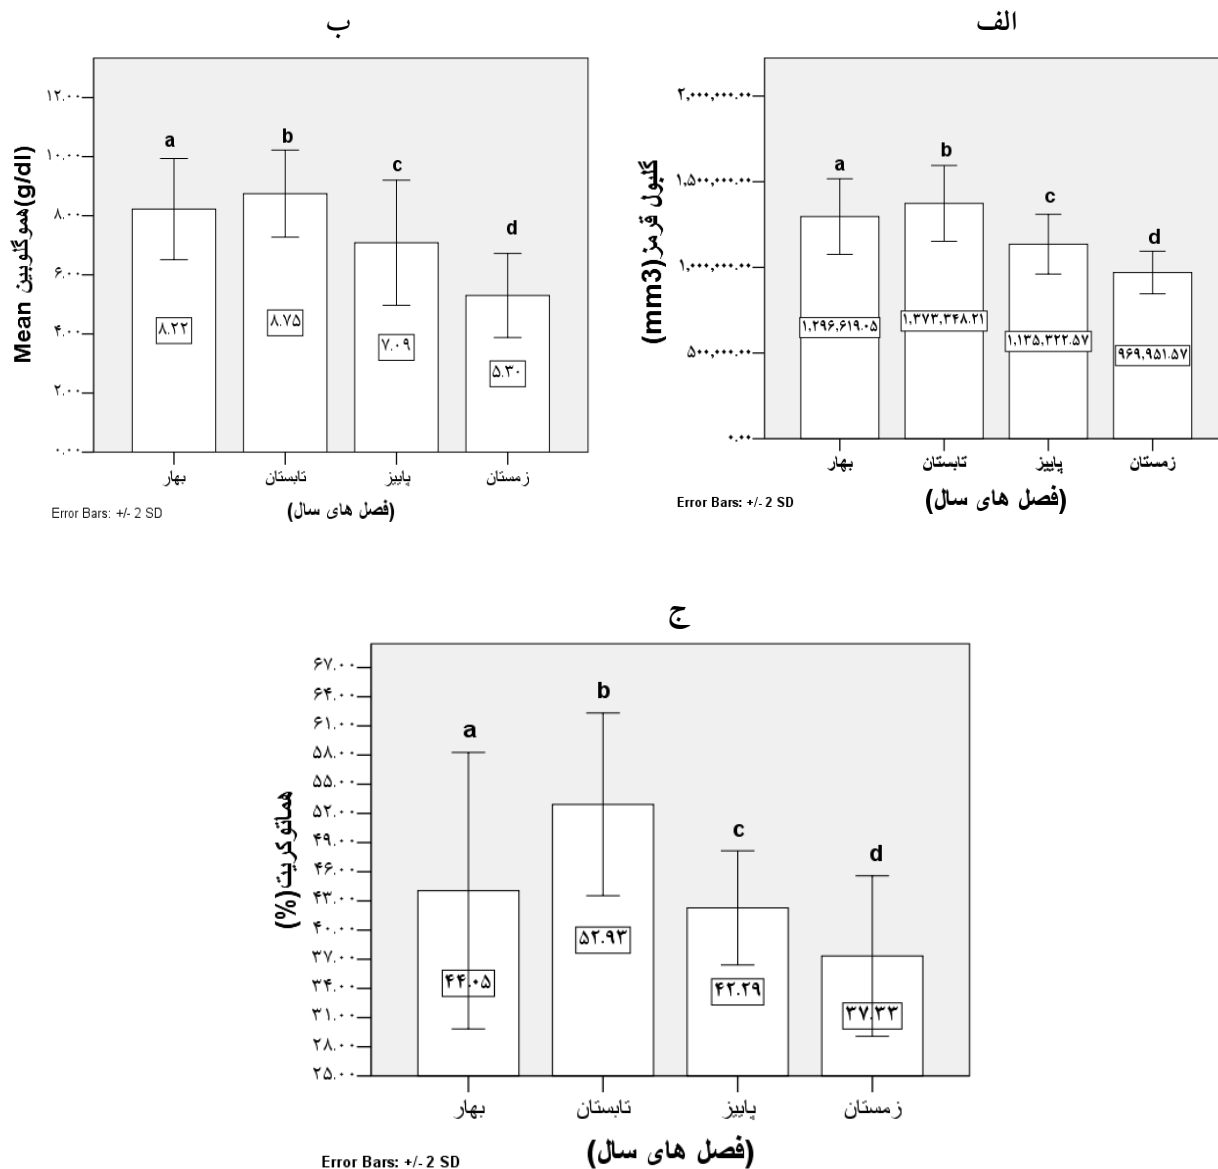 الف
گلبول قرمز(mm3)
۲,۰۰۰,۰۰۰.۰۰
۱,۵۰۰,۰۰۰.۰۰
۱,۰۰۰,۰۰۰.۰۰
۵۰۰,۰۰۰.۰۰
۰.۰۰
a
b
c
d
۱,۲۹۶,۶۱۹.۰۵
۱,۳۷۳,۳۴۸.۲۱
۱,۱۳۵,۳۲۲.۵۷
۹۶۹,۹۵۱.۵۷
بهار
تابستان
پاییز
زمستان
(فصل های سال)
Error Bars: +/- 2 SD
ب
Mean هموگلوبین(g/dl)
۱۲.۰۰
۱۰.۰۰
۸.۰۰
۶.۰۰
۴.۰۰
۲.۰۰
۰.۰۰
a
b
c
d
۸.۲۲
۸.۷۵
۷.۰۹
۵.۳۰
بهار
تابستان
پاییز
زمستان
(فصل های سال)
Error Bars: +/- 2 SD
ج
هماتوکریت(%)
۶۷.۰۰
۶۴.۰۰
۶۱.۰۰
۵۸.۰۰
۵۵.۰۰
۵۲.۰۰
۴۹.۰۰
۴۶.۰۰
۴۳.۰۰
۴۰.۰۰
۳۷.۰۰
۳۴.۰۰
۳۱.۰۰
۲۸.۰۰
۲۵.۰۰
a
b
c
d
۴۴.۰۵
۵۲.۹۳
۴۲.۲۹
۳۷.۳۳
بهار
تابستان
پاییز
زمستان
(فصل های سال)
Error Bars: +/- 2 SD